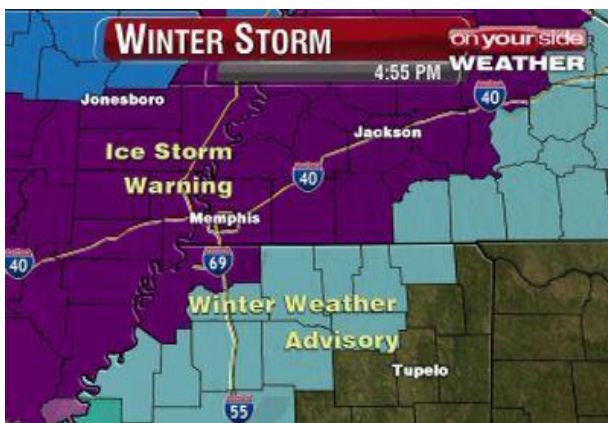 WINTER STORM
on your side
WEATHER
4:55 PM
Jonesboro
40
Jackson
Ice Storm
Warning
40
Memphis
40
69
Winter Weather
Advisory
Tupelo
55